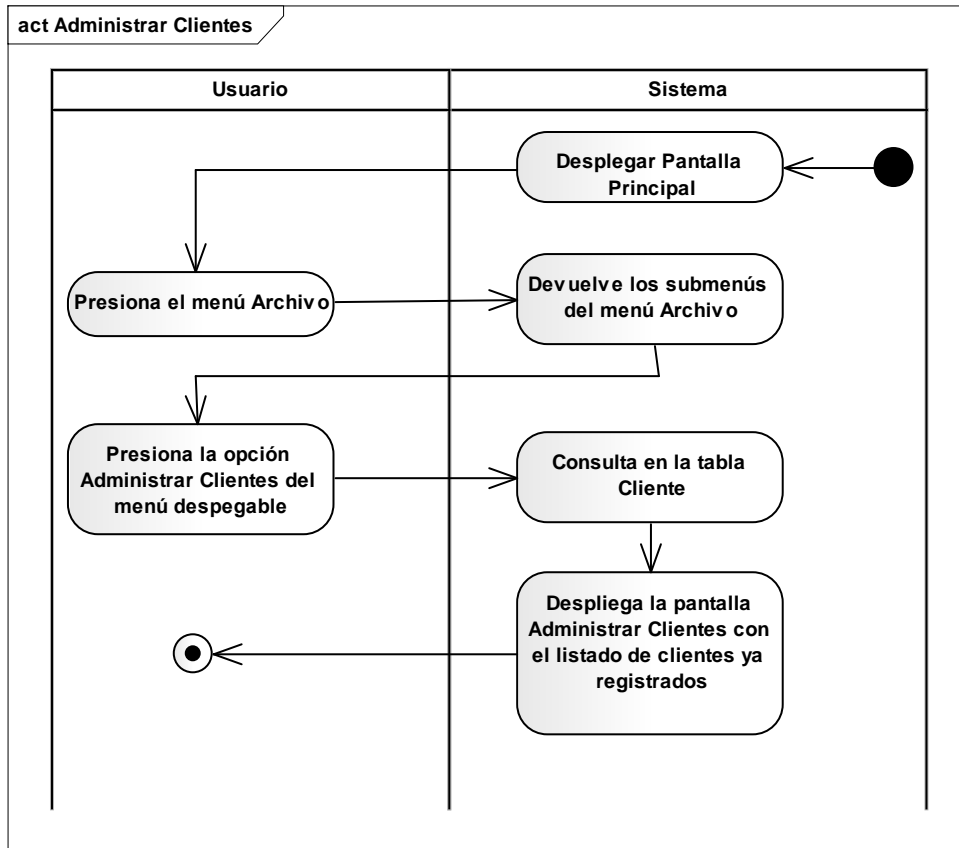 act Administrar Clientes
Usuario
Sistema
Desplegar Pantalla
Principal
Presiona el menú Archivo
Devuelve los submenús
del menú Archivo
Presiona la opción
Administrar Clientes del
menú despegable
Consulta en la tabla
Cliente
Despliega la pantalla
Administrar Clientes con
el listado de clientes ya
registrados